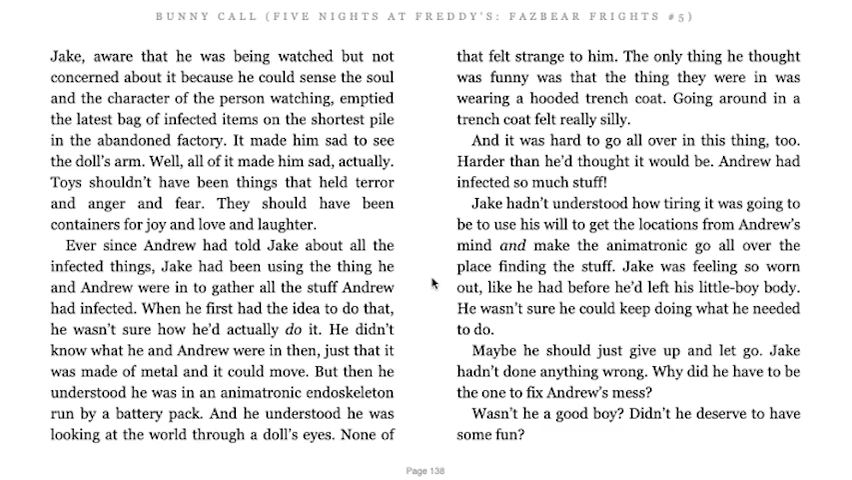 BUNNY CALL (FIVE NIGHTS AT FREDDY'S: FAZBEAR FRIGHTS #5)
Jake, aware that he was being watched but not
concerned about it because he could sense the soul
and the character of the person watching, emptied
the latest bag of infected items on the shortest pile
in the abandoned factory. It made him sad to see
the doll's arm. Well, all of it made him sad, actually.
Toys shouldn't have been things that held terror
and anger and fear. They should have been
containers for joy and love and laughter.
Ever since Andrew had told Jake about all the
infected things, Jake had been using the thing he
and Andrew were in to gather all the stuff Andrew
had infected. When he first had the idea to do that,
he wasn't sure how he'd actually do it. He didn't
know what he and Andrew were in then, just that it
was made of metal and it could move. But then he
understood he was in an animatronic endoskeleton
run by a battery pack. And he understood he was
looking at the world through a doll's eyes. None of
that felt strange to him. The only thing he thought
was funny was that the thing they were in was
wearing a hooded trench coat. Going around in a
trench coat felt really silly.
And it was hard to go all over in this thing, too.
Harder than he'd thought it would be. Andrew had
infected so much stuff!
Jake hadn't understood how tiring it was going to
be to use his will to get the locations from Andrew's
mind and make the animatronic go all over the
place finding the stuff. Jake was feeling so worn
out, like he had before he'd left his little-boy body.
He wasn't sure he could keep doing what he needed
to do.
Maybe he should just give up and let go. Jake
hadn't done anything wrong. Why did he have to be
the one to fix Andrew's mess?
Wasn't he a good boy? Didn't he deserve to have
some fun?
Page 138